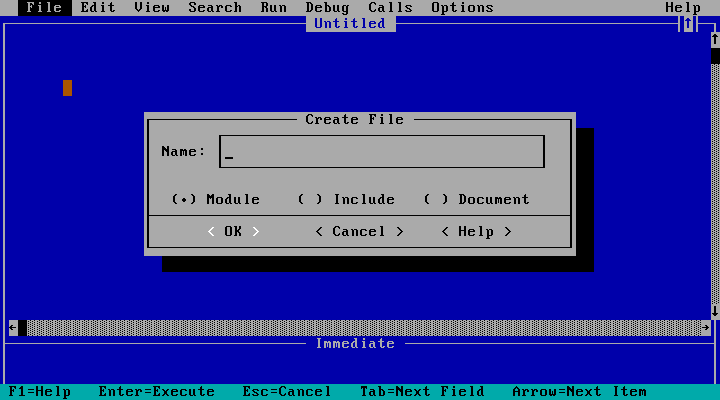 File Edit View Search Run Debug Calls Options Help
Untitled
Create File
Name: _
(•) Module ( ) Include ( ) Document
< OK > < Cancel > < Help >
Immediate
F1=Help Enter=Execute Esc=Cancel Tab=Next Field Arrow=Next Item